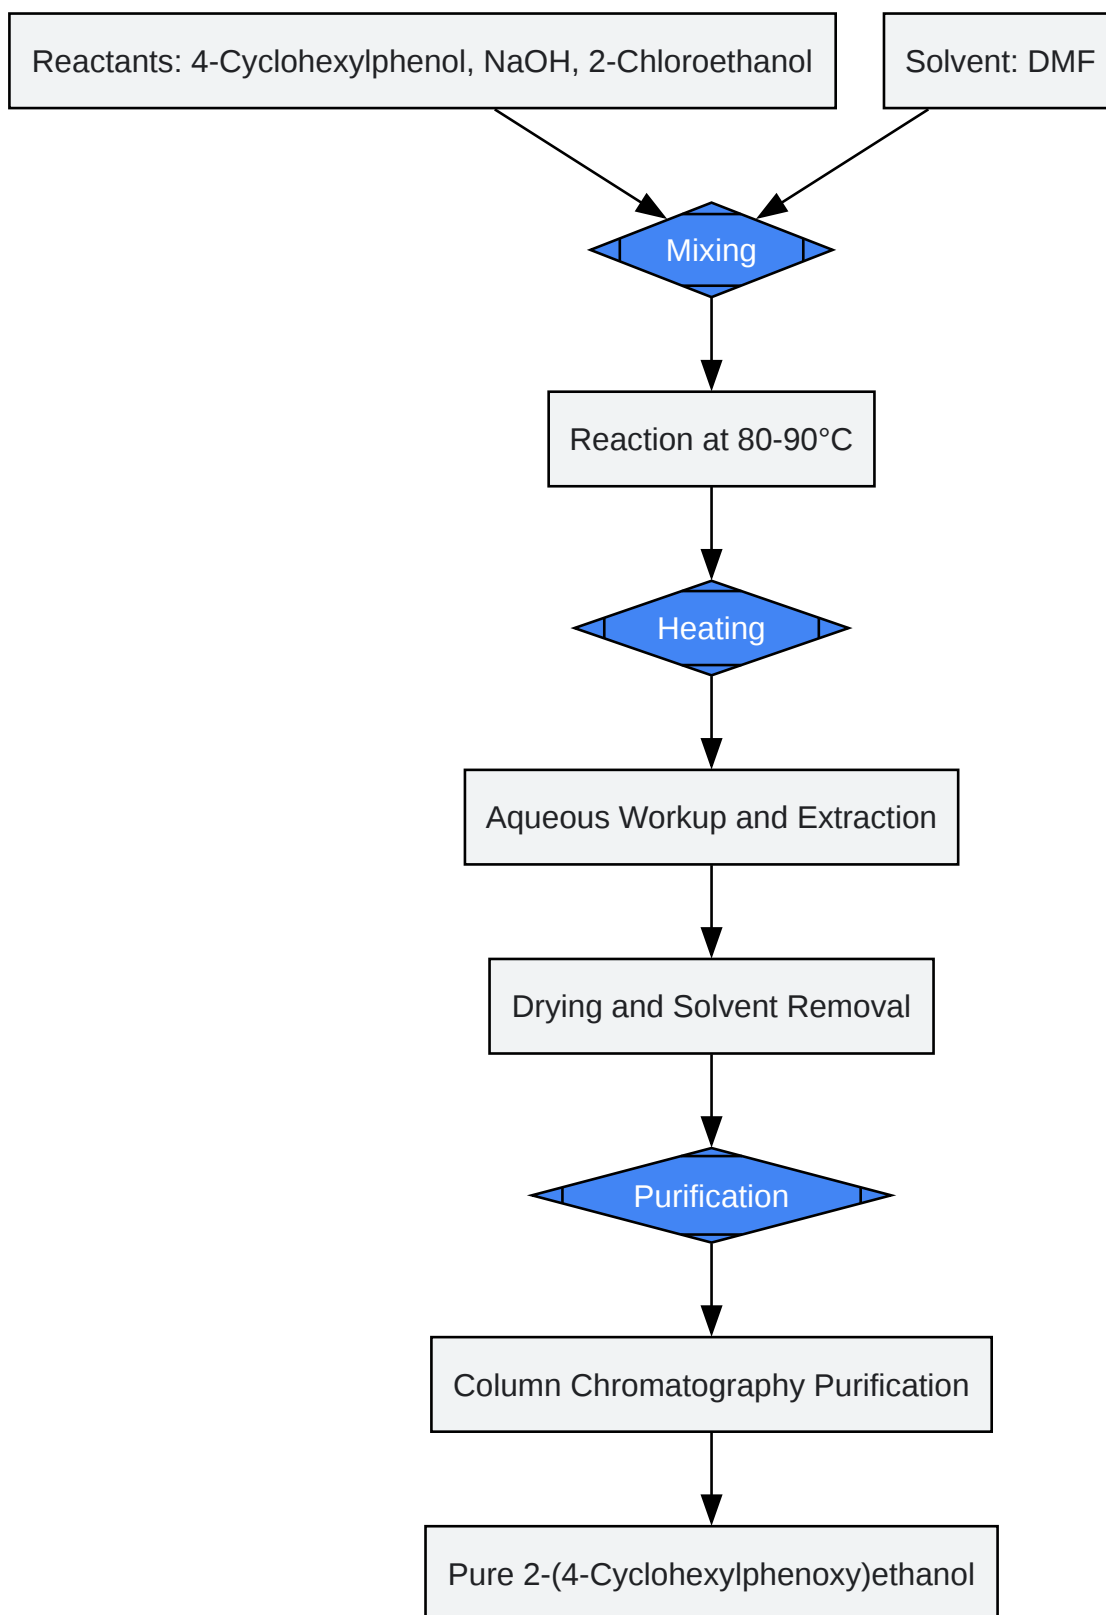 Reactants: 4-Cyclohexylphenol, NaOH, 2-Chloroethanol
Solvent: DMF
Mixing
Reaction at 80-90°C
Heating
Aqueous Workup and Extraction
Drying and Solvent Removal
Purification
Column Chromatography Purification
Pure 2-(4-Cyclohexylphenoxy)ethanol